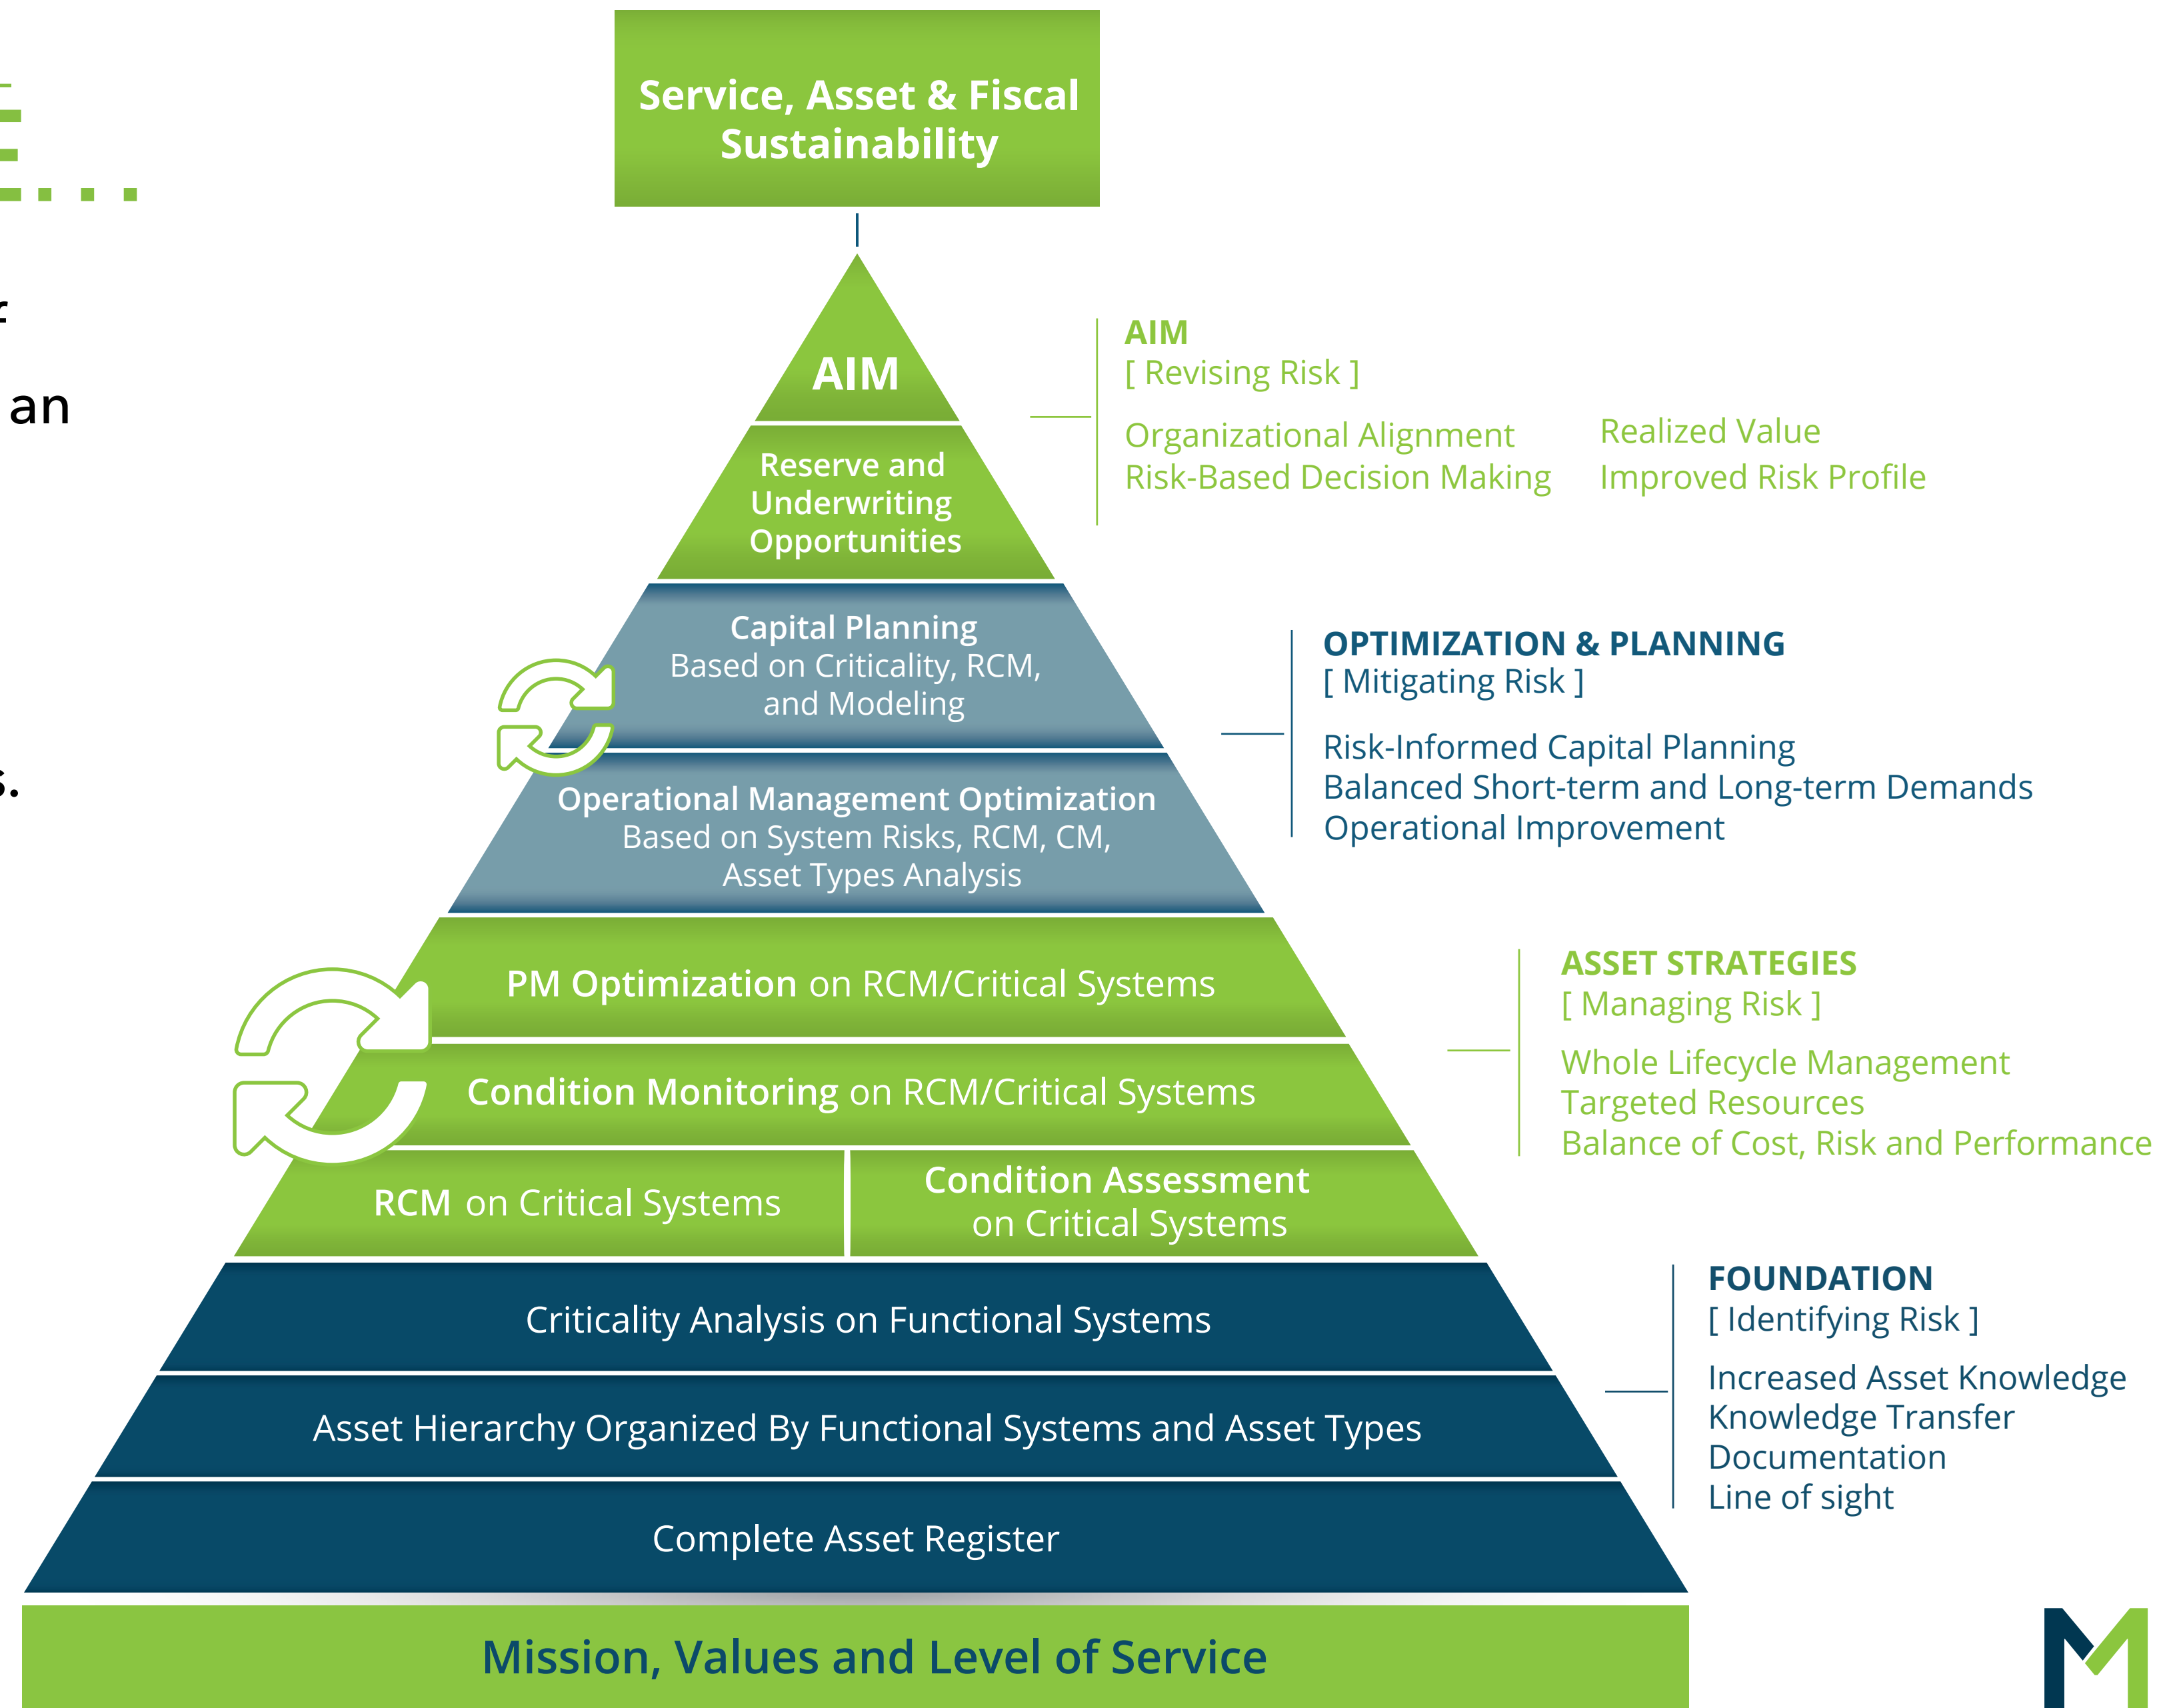 Service, Asset & Fiscal
Sustainability
an
s.
AIM
Reserve and
Underwriting
Opportunities
Capital Planning
Based on Criticality, RCM,
and Modeling
Operational Management Optimization
Based on System Risks, RCM, CM,
Asset Types Analysis
PM Optimization on RCM/Critical Systems
Condition Monitoring on RCM/Critical Systems
RCM on Critical Systems
Condition Assessment
on Critical Systems
Criticality Analysis on Functional Systems
Asset Hierarchy Organized By Functional Systems and Asset Types
Complete Asset Register
Mission, Values and Level of Service
AIM
[ Revising Risk ]
Organizational Alignment
Risk-Based Decision Making
Realized Value
Improved Risk Profile
OPTIMIZATION & PLANNING
[ Mitigating Risk ]
Risk-Informed Capital Planning
Balanced Short-term and Long-term Demands
Operational Improvement
ASSET STRATEGIES
[ Managing Risk ]
Whole Lifecycle Management
Targeted Resources
Balance of Cost, Risk and Performance
FOUNDATION
[ Identifying Risk ]
Increased Asset Knowledge
Knowledge Transfer
Documentation
Line of sight